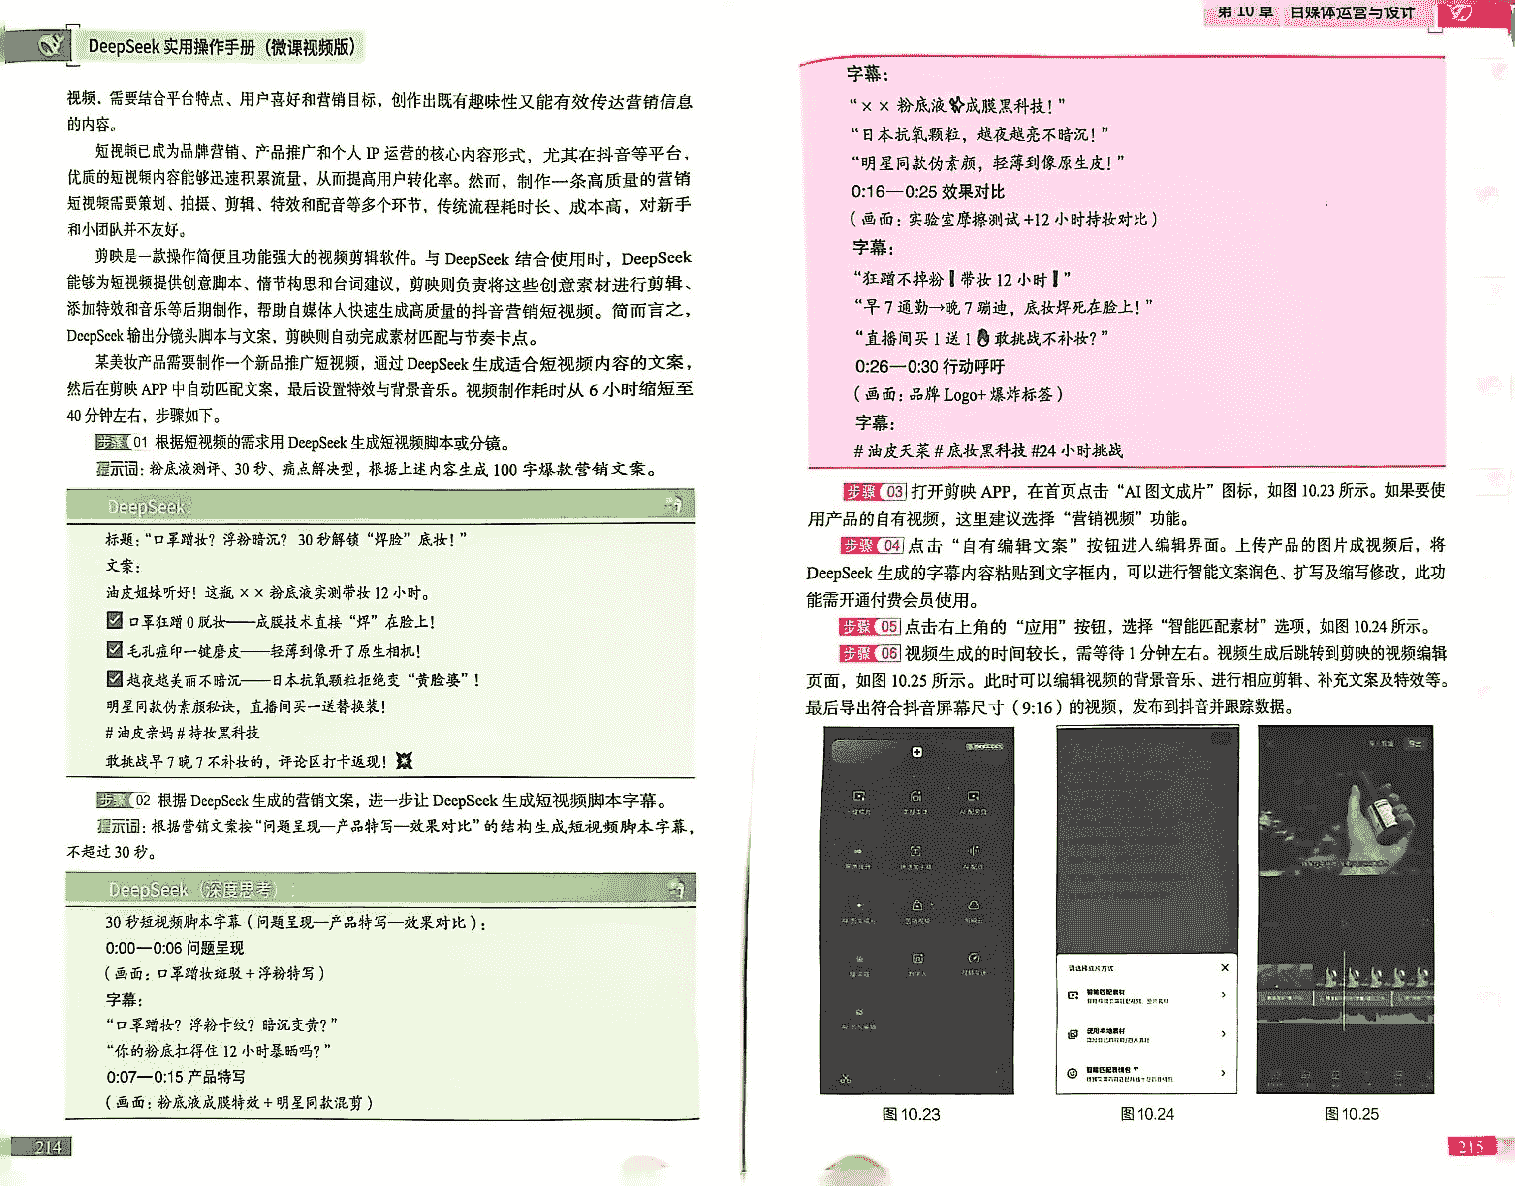 DeepSeek 实用操作手册（微课视频版）
视频，需要结合平台特点、用户喜好和营销目标，创作出既有趣味性又能有效传达营销信息
的内容。
短视频已成为品牌营销、产品推广和个人 IP 运营的核心内容形式，尤其在抖音等平台，
优质的短视频内容能够迅速积累流量，从而提高用户转化率。然而，制作一条高质量的营销
短视频需要策划、拍摄、剪辑、特效和配音等多个环节，传统流程耗时长、成本高，对新手
和小团队并不友好。
剪映是一款操作简便且功能强大的视频剪辑软件。与 DeepSeek 结合使用时，DeepSeek
能够为短视频提供创意脚本、情节构思和台词建议，剪映则负责将这些创意素材进行剪辑、
添加特效和音乐等后期制作，帮助自媒体人快速生成高质量的抖音营销短视频。简而言之，
DeepSeek 输出分镜头脚本与文案，剪映则自动完成素材匹配与节奏卡点。
某美妆产品需要制作一个新品推广短视频，通过 DeepSeek 生成适合短视频内容的文案，
然后在剪映 APP 中自动匹配文案，最后设置特效与背景音乐。视频制作耗时从 6 小时缩短至
40 分钟左右，步骤如下。
步骤 01 根据短视频的需求用 DeepSeek 生成短视频脚本或分镜。
提示词：粉底液测评、30 秒、痛点解决型，根据上述内容生成 100 字爆款营销文案。
DeepSeek
标题：“口罩蹭妆？浮粉暗沉？ 30 秒解锁“焊脸”底妆！”
文案：
油皮姐妹听好！这瓶 ×× 粉底液实测带妆 12 小时。
☑ 口罩狂蹭 0 脱妆——成膜技术直接“焊”在脸上！
☑ 毛孔痘印一键磨皮——轻薄到像开了原生相机！
☑ 越夜越美丽不暗沉——日本抗氧颗粒拒绝变“黄脸婆”！
明星同款伪素颜秘诀，直播间买一送替换装！
# 油皮亲妈 # 持妆黑科技
敢挑战早 7 晚 7 不补妆的，评论区打卡返现！💥
步骤 02 根据 DeepSeek 生成的营销文案，进一步让 DeepSeek 生成短视频脚本字幕。
提示词：根据营销文案按“问题呈现—产品特写—效果对比”的结构生成短视频脚本字幕，
不超过 30 秒。
DeepSeek（深度思考）：
30 秒短视频脚本字幕（问题呈现—产品特写—效果对比）：
0:00—0:06 问题呈现
（画面：口罩蹭妆斑驳 + 浮粉特写）
字幕：
“口罩蹭妆？浮粉卡纹？暗沉变黄？”
“你的粉底扛得住 12 小时暴晒吗？”
0:07—0:15 产品特写
（画面：粉底液成膜特效 + 明星同款混剪）
214
第 10 章 自媒体运营与设计
字幕：
“×× 粉底液✨成膜黑科技！”
“日本抗氧颗粒，越夜越亮不暗沉！”
“明星同款伪素颜，轻薄到像原生皮！”
0:16—0:25 效果对比
（画面：实验室摩擦测试 +12 小时持妆对比）
字幕：
“狂蹭不掉粉❗带妆 12 小时❗”
“早 7 通勤→晚 7 蹦迪，底妆焊死在脸上！”
“直播间买 1 送 1🔥敢挑战不补妆？”
0:26—0:30 行动呼吁
（画面：品牌 Logo+ 爆炸标签）
字幕：
# 油皮天菜 # 底妆黑科技 #24 小时挑战
步骤 03 打开剪映 APP，在首页点击“AI 图文成片”图标，如图 10.23 所示。如果要使
用产品的自有视频，这里建议选择“营销视频”功能。
步骤 04 点击“自有编辑文案”按钮进入编辑界面。上传产品的图片或视频后，将
DeepSeek 生成的字幕内容粘贴到文字框内，可以进行智能文案润色、扩写及缩写修改，此功
能需开通付费会员使用。
步骤 05 点击右上角的“应用”按钮，选择“智能匹配素材”选项，如图 10.24 所示。
步骤 06 视频生成的时间较长，需等待 1 分钟左右。视频生成后跳转到剪映的视频编辑
页面，如图 10.25 所示。此时可以编辑视频的背景音乐、进行相应剪辑、补充文案及特效等。
最后导出符合抖音屏幕尺寸（9:16）的视频，发布到抖音并跟踪数据。
请选择成片方式
智能匹配素材
使用本地素材
图 10.23
图 10.24
图 10.25
215